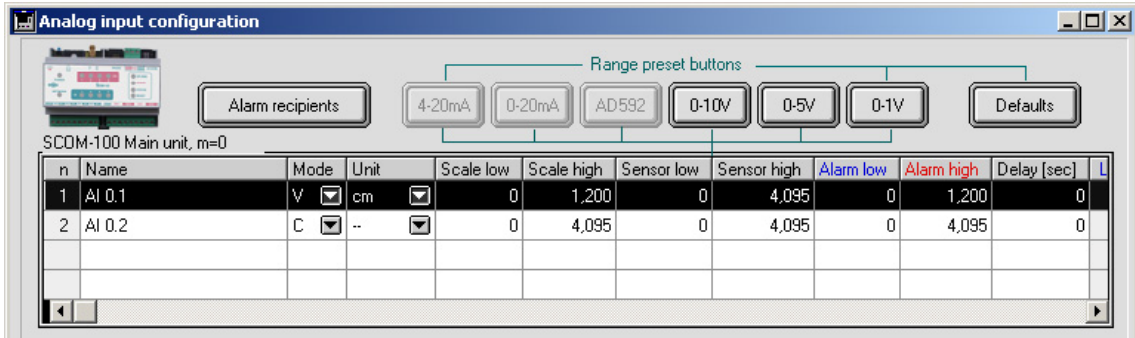 Analog input configuration
Range preset buttons
Alarm recipients 4-20mA 0-20mA AD592 0-10V 0-5V 0-1V Defaults
SCOM-100 Main unit, m=0
n Name Mode Unit Scale low Scale high Sensor low Sensor high Alarm low Alarm high Delay [sec] L
1 AI 0.1 V cm 0 1,200 0 4,095 0 1,200 0
2 AI 0.2 C -- 0 4,095 0 4,095 0 4,095 0